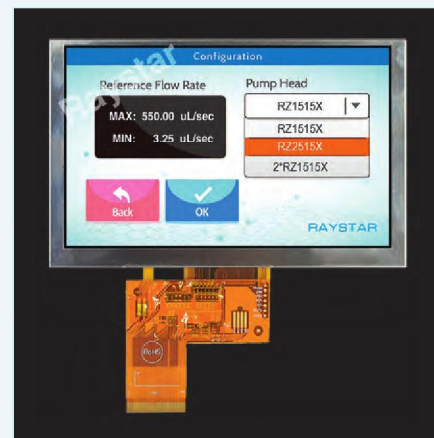 Configuration
Reference Flow Rate
MAX: 550.00 uL/sec
MIN: 3.25 uL/sec
Pump Head
RZ1515X
RZ1515X
RZ2515X
2*RZ1515X
Back
OK
RAYSTAR
Raystar
RoHS